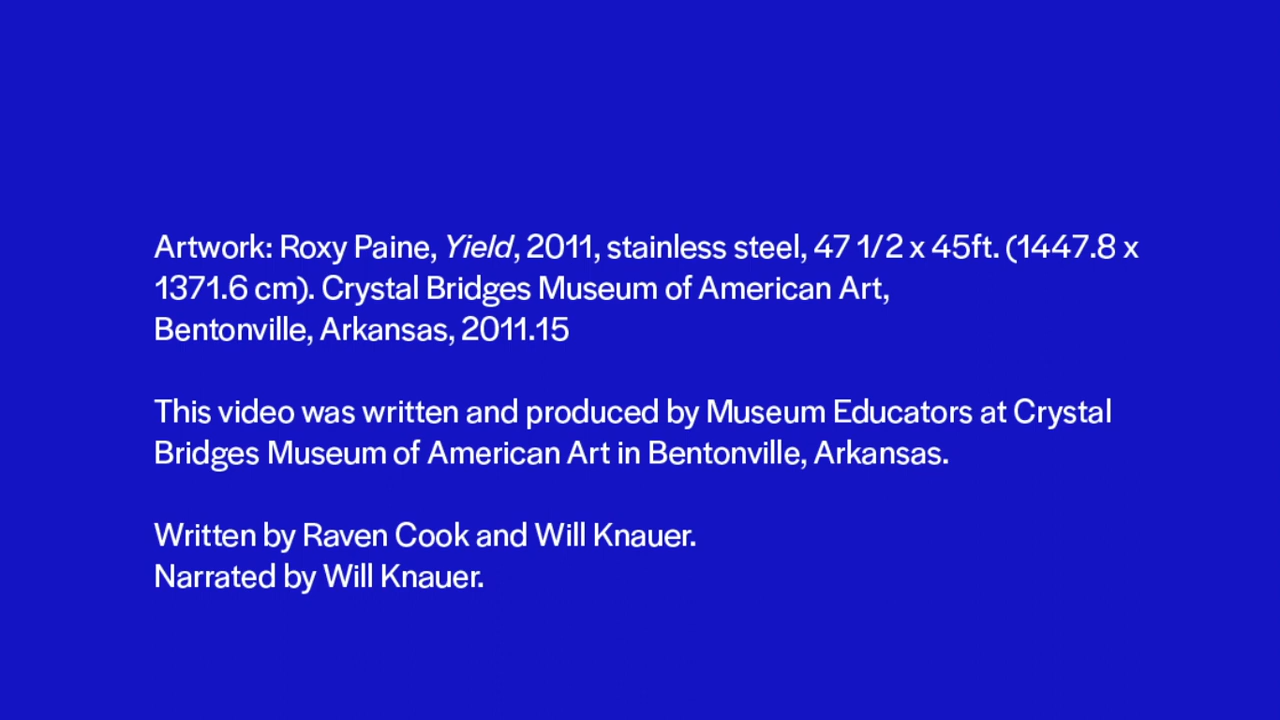 Artwork: Roxy Paine, Yield, 2011, stainless steel, 47 1/2 x 45ft. (1447.8 x
1371.6 cm). Crystal Bridges Museum of American Art,
Bentonville, Arkansas, 2011.15
This video was written and produced by Museum Educators at Crystal
Bridges Museum of American Art in Bentonville, Arkansas.
Written by Raven Cook and Will Knauer.
Narrated by Will Knauer.